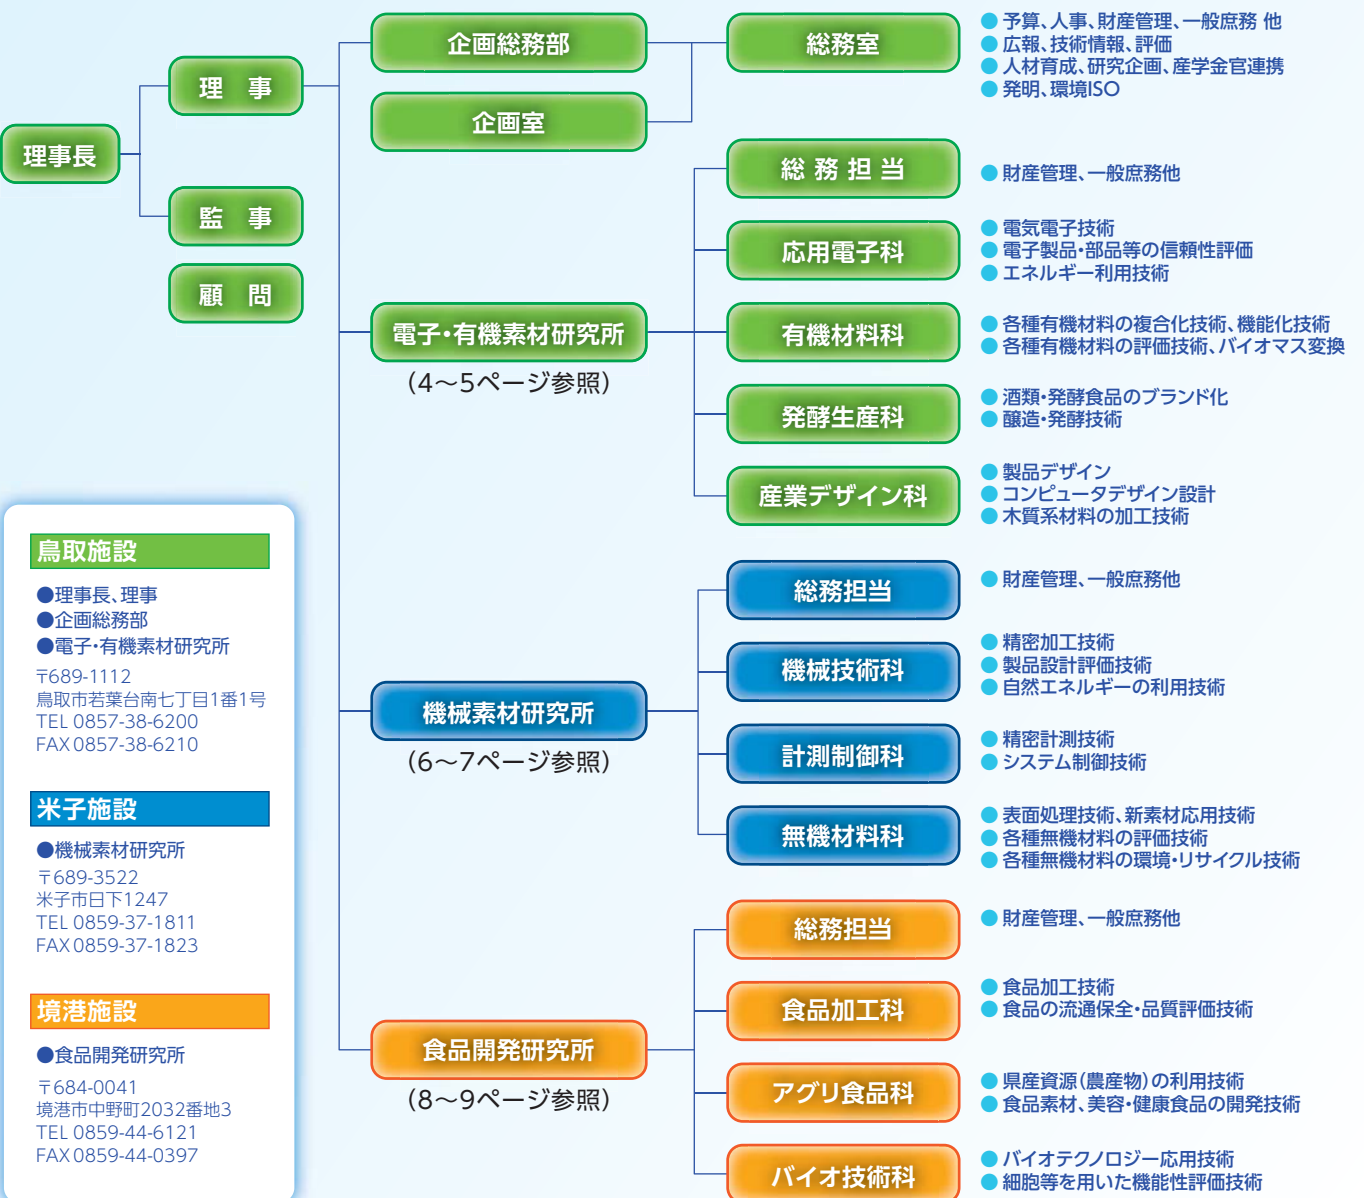 理事長
理　事
監　事
顧　問
企画総務部
企画室
総務室
● 予算、人事、財産管理、一般庶務 他
● 広報、技術情報、評価
● 人材育成、研究企画、産学金官連携
● 発明、環境ISO
電子・有機素材研究所
（4〜5ページ参照）
総 務 担 当
● 財産管理、一般庶務他
応用電子科
● 電気電子技術
● 電子製品・部品等の信頼性評価
● エネルギー利用技術
有機材料科
● 各種有機材料の複合化技術、機能化技術
● 各種有機材料の評価技術、バイオマス変換
発酵生産科
● 酒類・発酵食品のブランド化
● 醸造・発酵技術
産業デザイン科
● 製品デザイン
● コンピュータデザイン設計
● 木質系材料の加工技術
機械素材研究所
（6〜7ページ参照）
総務担当
● 財産管理、一般庶務他
機械技術科
● 精密加工技術
● 製品設計評価技術
● 自然エネルギーの利用技術
計測制御科
● 精密計測技術
● システム制御技術
無機材料科
● 表面処理技術、新素材応用技術
● 各種無機材料の評価技術
● 各種無機材料の環境・リサイクル技術
食品開発研究所
（8〜9ページ参照）
総務担当
● 財産管理、一般庶務他
食品加工科
● 食品加工技術
● 食品の流通保全・品質評価技術
アグリ食品科
● 県産資源（農産物）の利用技術
● 食品素材、美容・健康食品の開発技術
バイオ技術科
● バイオテクノロジー応用技術
● 細胞等を用いた機能性評価技術
鳥取施設
●理事長、理事
●企画総務部
●電子・有機素材研究所
〒689-1112
鳥取市若葉台南七丁目1番1号
TEL 0857-38-6200
FAX 0857-38-6210
米子施設
●機械素材研究所
〒689-3522
米子市日下1247
TEL 0859-37-1811
FAX 0859-37-1823
境港施設
●食品開発研究所
〒684-0041
境港市中野町2032番地3
TEL 0859-44-6121
FAX 0859-44-0397